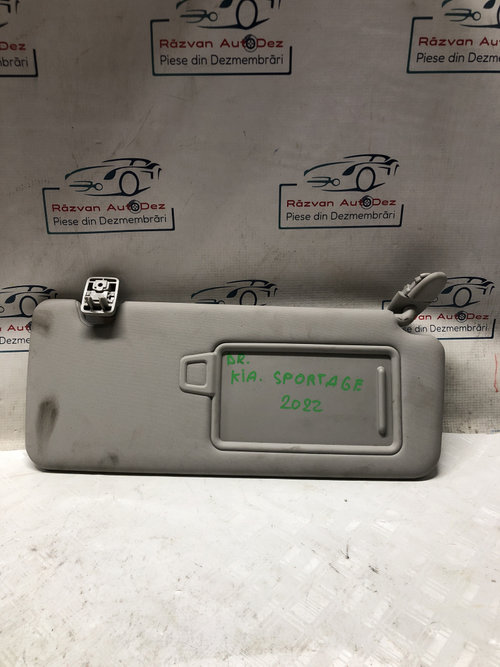 Răzvan AutoDez
Piese din Dezmembrări
Răzvan AutoDez
Piese din Dezmembrări
Răzvan AutoDez
Piese din Dezmembrări
Răzvan AutoDez
Piese din Dezmembrări
DR.
KIA. SPORTAGE
2022